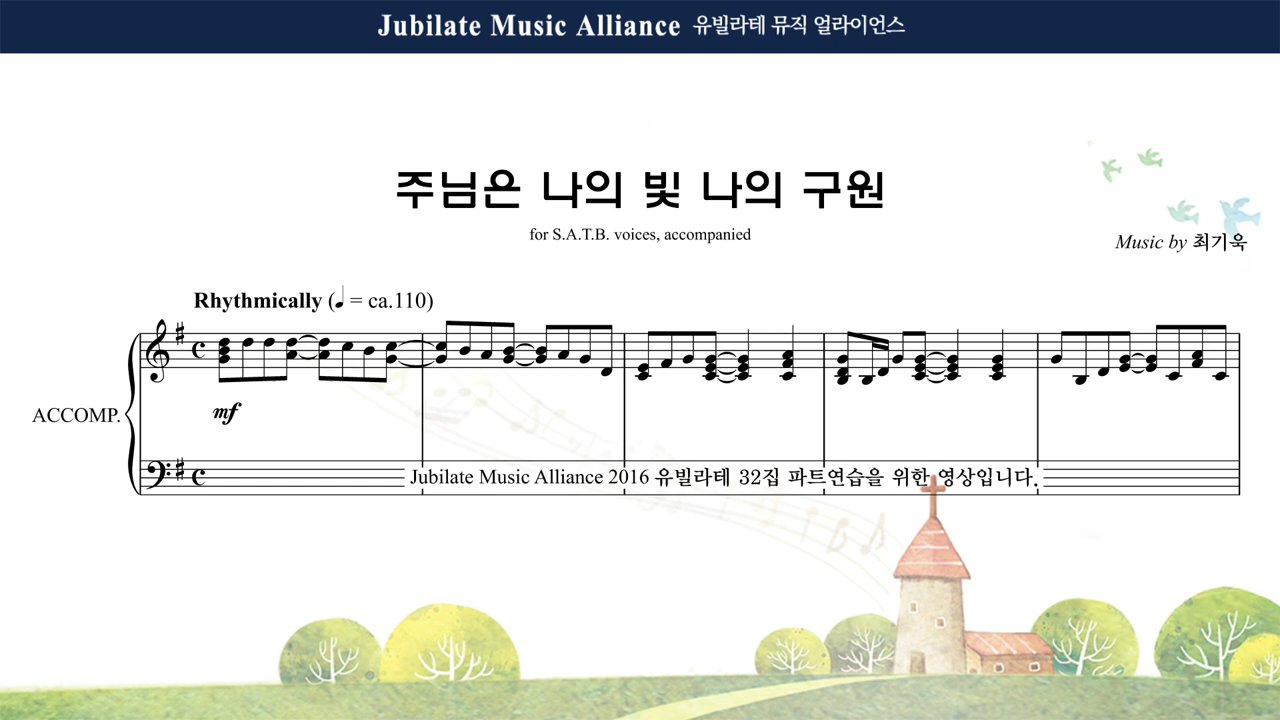 Jubilate Music Alliance 유빌라테 뮤직 얼라이언스
주님은 나의 빛 나의 구원
for S.A.T.B. voices, accompanied
Music by 최기욱
Rhythmically (♩ = ca.110)
mf
ACCOMP.
Jubilate Music Alliance 2016 유빌라테 32집 파트연습을 위한 영상입니다.